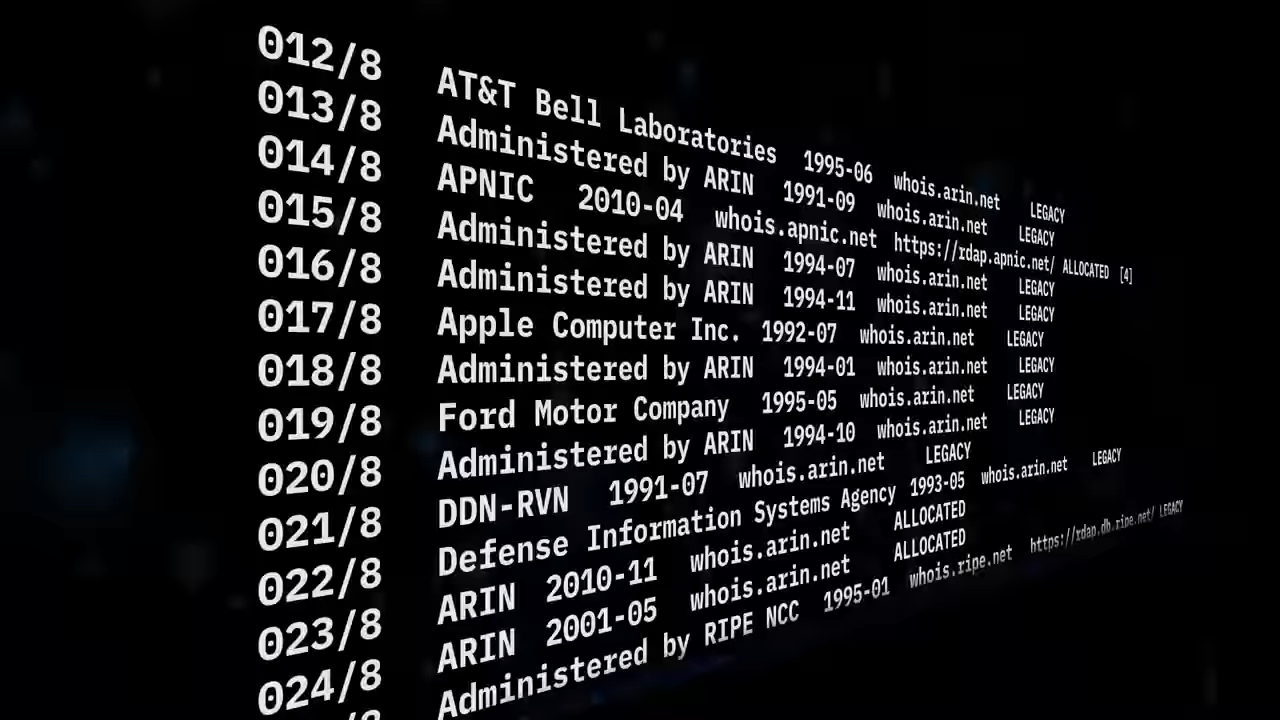 012/8 AT&T Bell Laboratories 1995-06 whois.arin.net LEGACY
013/8 Administered by ARIN 1991-09 whois.arin.net LEGACY
014/8 APNIC 2010-04 whois.apnic.net https://rdap.apnic.net/ ALLOCATED [4]
015/8 Administered by ARIN 1994-07 whois.arin.net LEGACY
016/8 Administered by ARIN 1994-11 whois.arin.net LEGACY
017/8 Apple Computer Inc. 1992-07 whois.arin.net LEGACY
018/8 Administered by ARIN 1994-01 whois.arin.net LEGACY
019/8 Ford Motor Company 1995-05 whois.arin.net LEGACY
020/8 Administered by ARIN 1994-10 whois.arin.net LEGACY
021/8 DDN-RVN 1991-07 whois.arin.net LEGACY
022/8 Defense Information Systems Agency 1993-05 whois.arin.net LEGACY
023/8 ARIN 2010-11 whois.arin.net ALLOCATED
024/8 ARIN 2001-05 whois.arin.net ALLOCATED
Administered by RIPE NCC 1995-01 whois.ripe.net https://rdap.db.ripe.net/ LEGACY